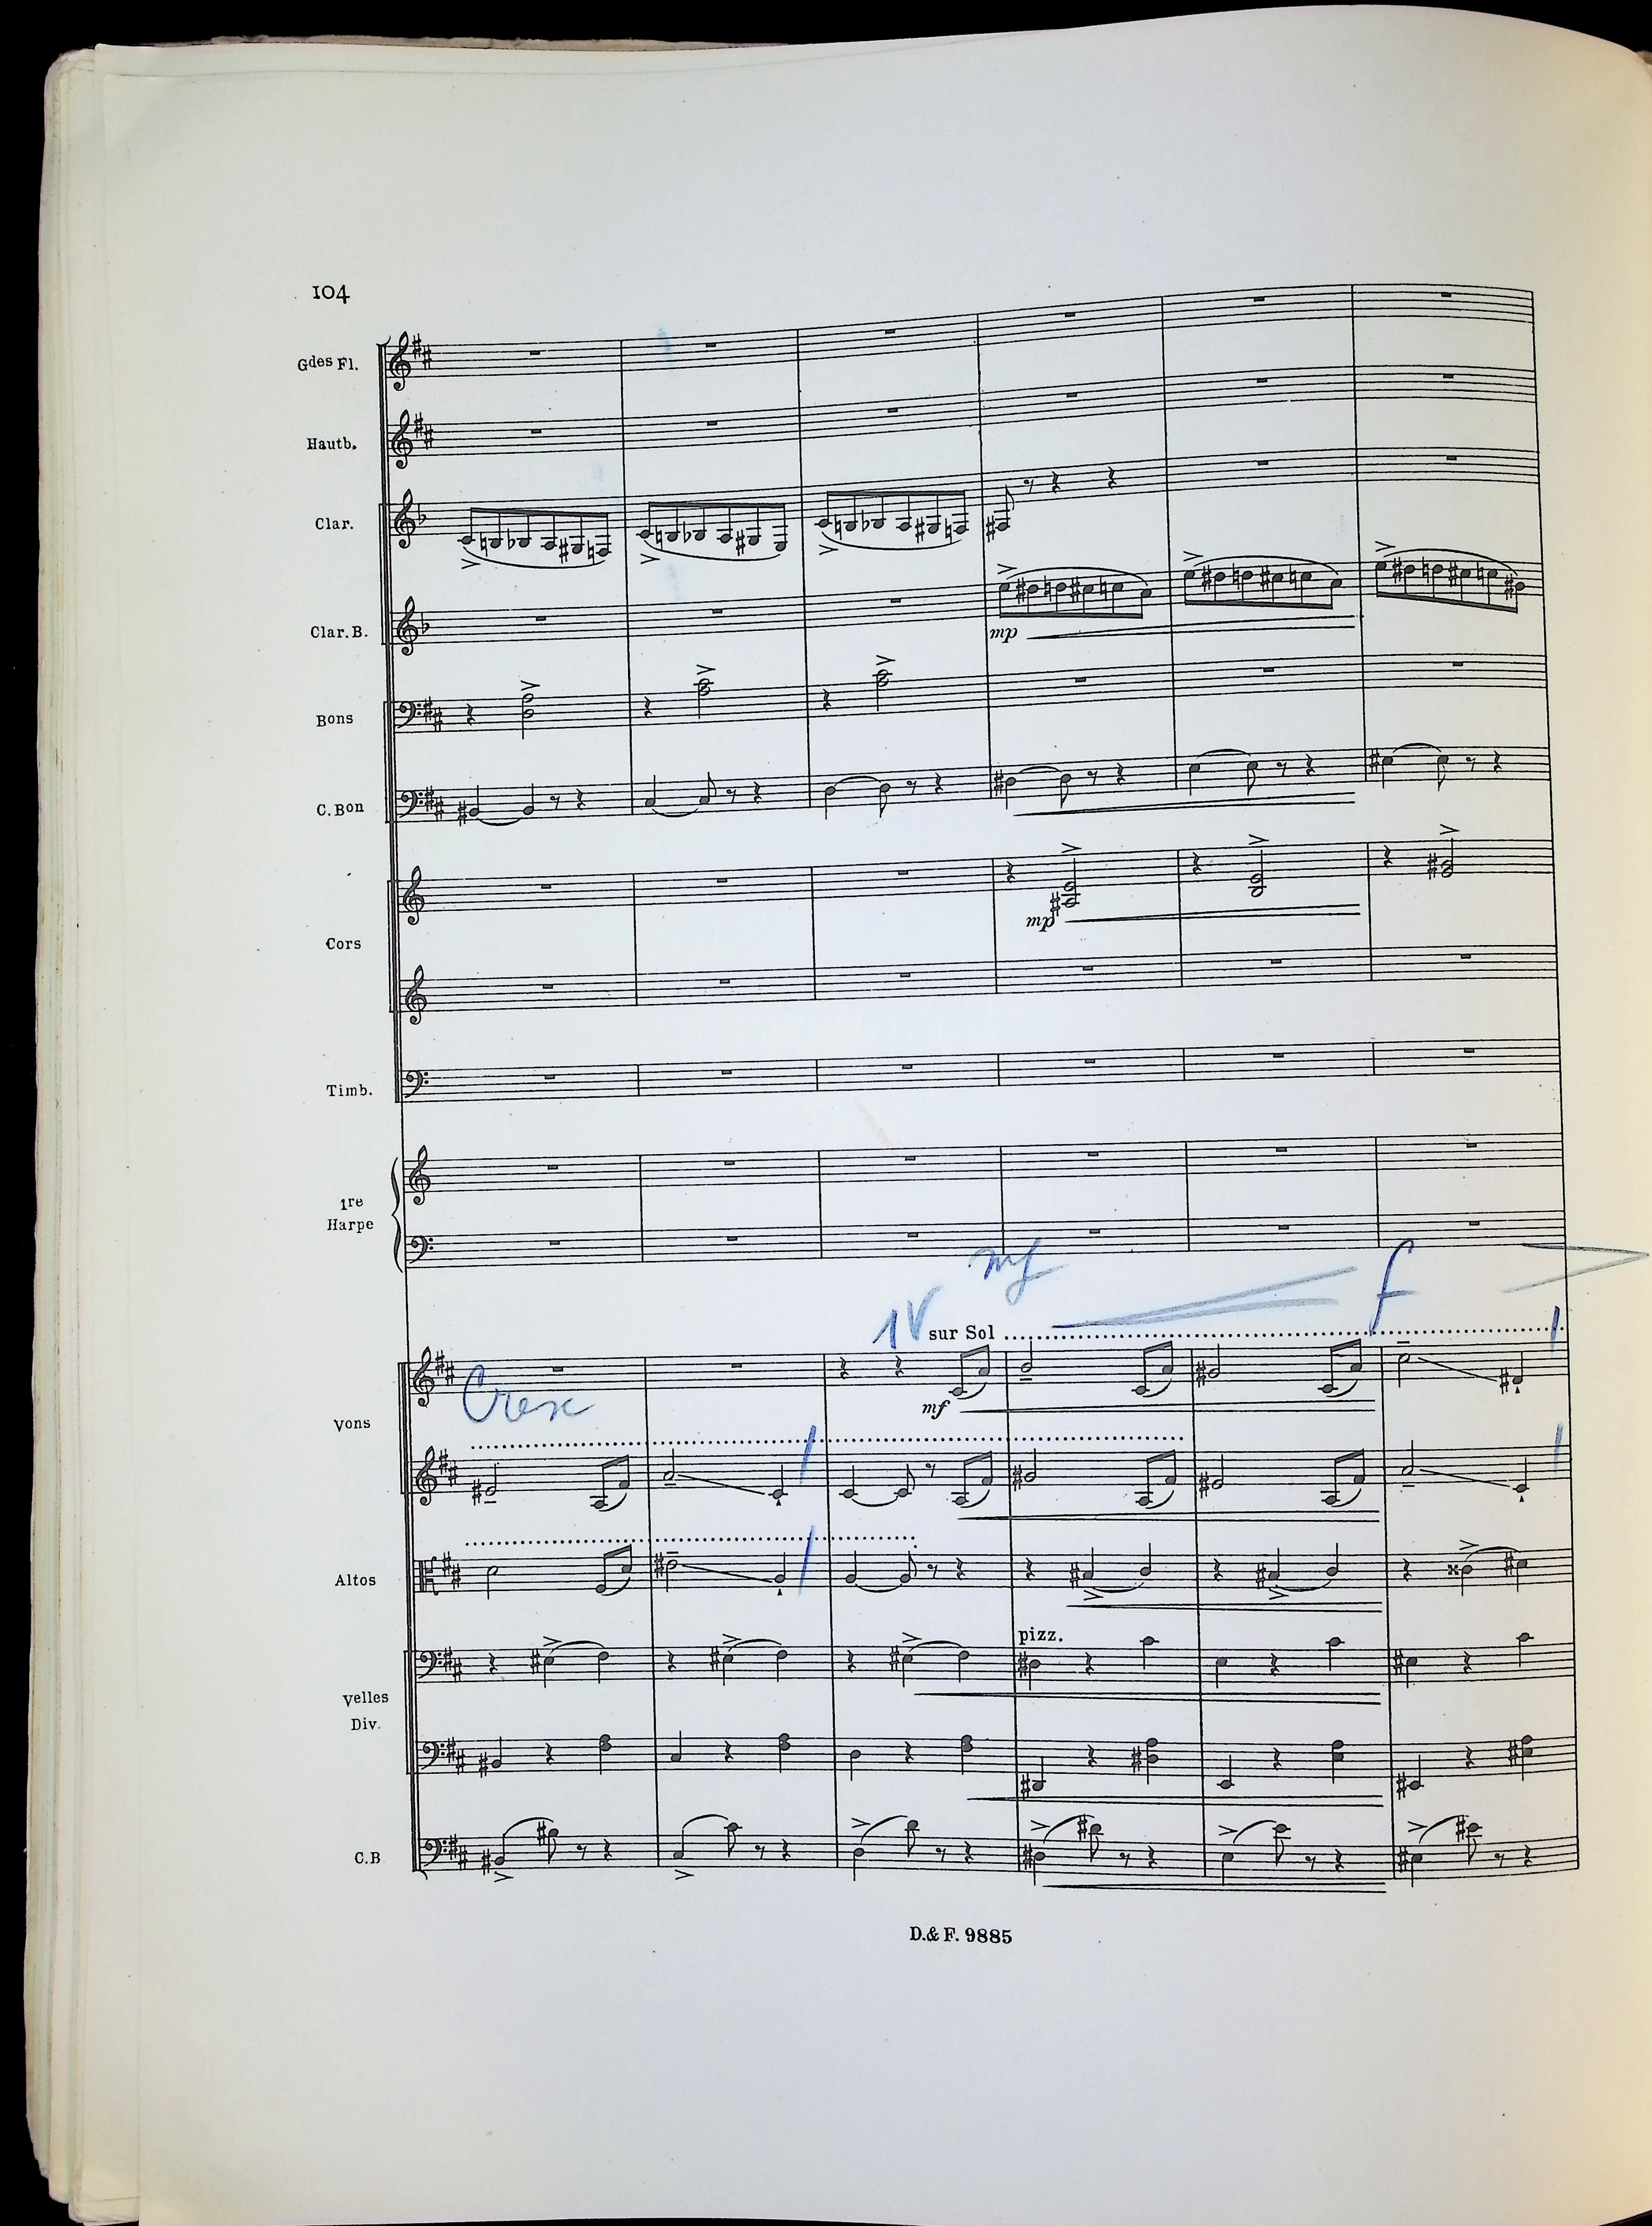 104
Gdes Fl.
Hautb.
Clar.
Clar. B.
mp
Bons
C. Bon
Cors
mp
Timb.
1re
Harpe
mf
f
1V
sur Sol
Vons
Cresc
mf
Altos
pizz.
Velles
Div.
C.B
D. & F. 9885